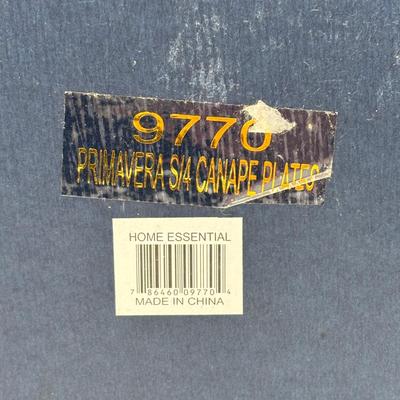 9770
PRIMAVERA S/4 CANAPE PLATES
HOME ESSENTIAL
7 86460 09770 4
MADE IN CHINA